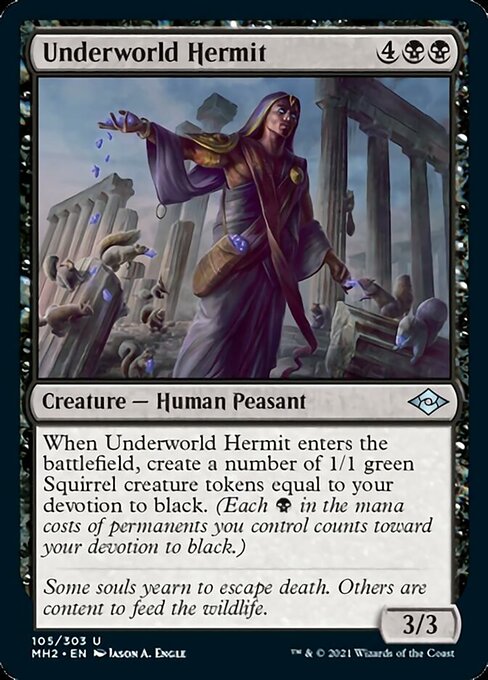 Underworld Hermit 4
Creature — Human Peasant
When Underworld Hermit enters the
battlefield, create a number of 1/1 green
Squirrel creature tokens equal to your
devotion to black. (Each in the mana
costs of permanents you control counts toward
your devotion to black.)
Some souls yearn to escape death. Others are
content to feed the wildlife.
3/3
105/303 U
MH2 • EN Jason A. Engle
™ & © 2021 Wizards of the Coast